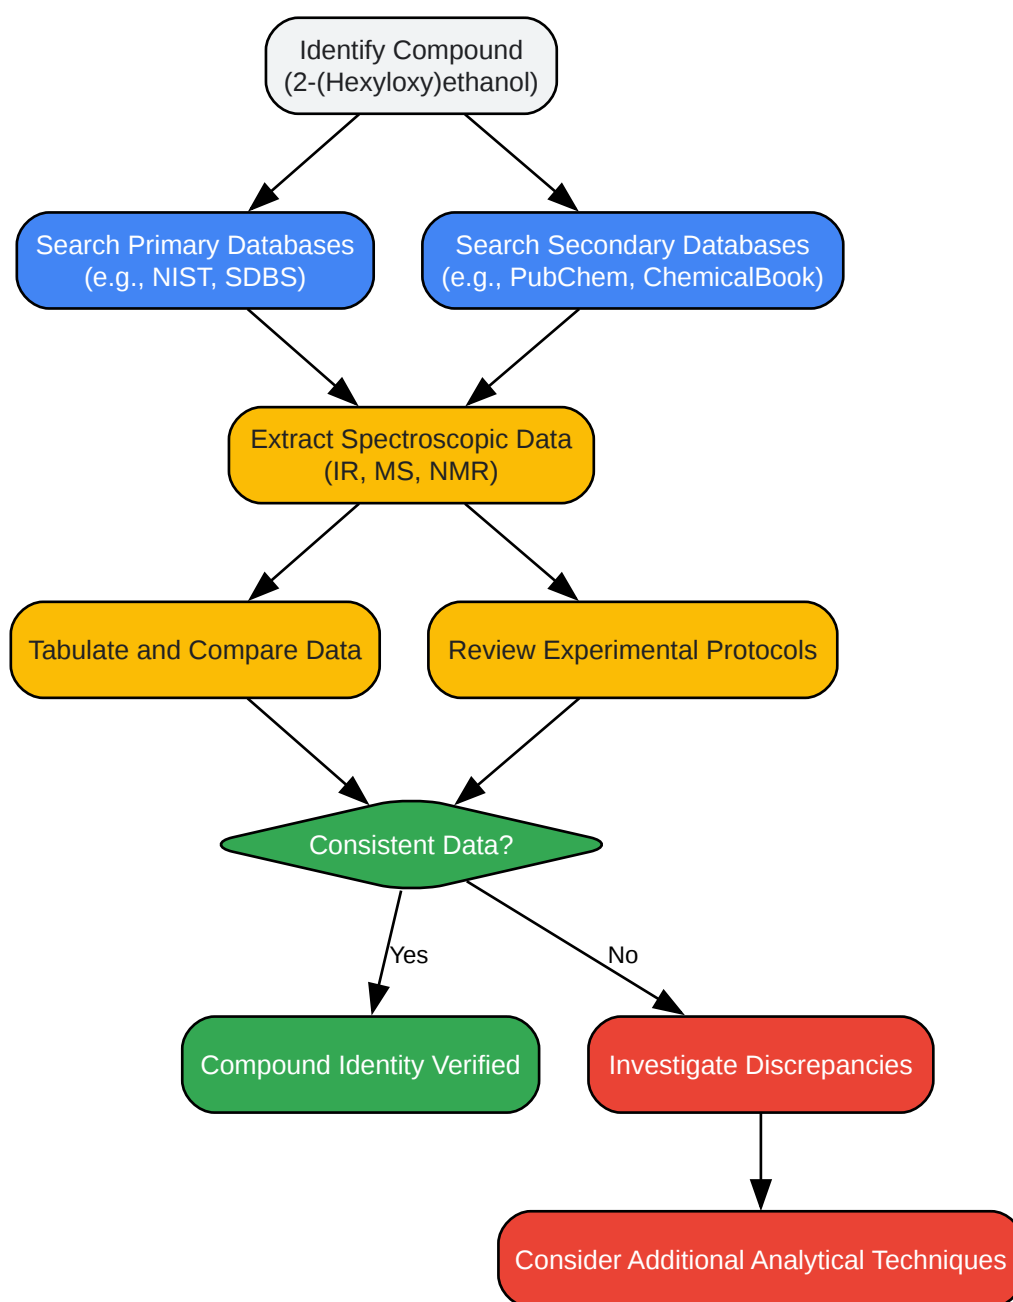 Identify Compound
(2-(Hexyloxy)ethanol)
Search Primary Databases
(e.g., NIST, SDBS)
Search Secondary Databases
(e.g., PubChem, ChemicalBook)
Extract Spectroscopic Data
(IR, MS, NMR)
Tabulate and Compare Data
Review Experimental Protocols
Consistent Data?
Yes
No
Compound Identity Verified
Investigate Discrepancies
Consider Additional Analytical Techniques